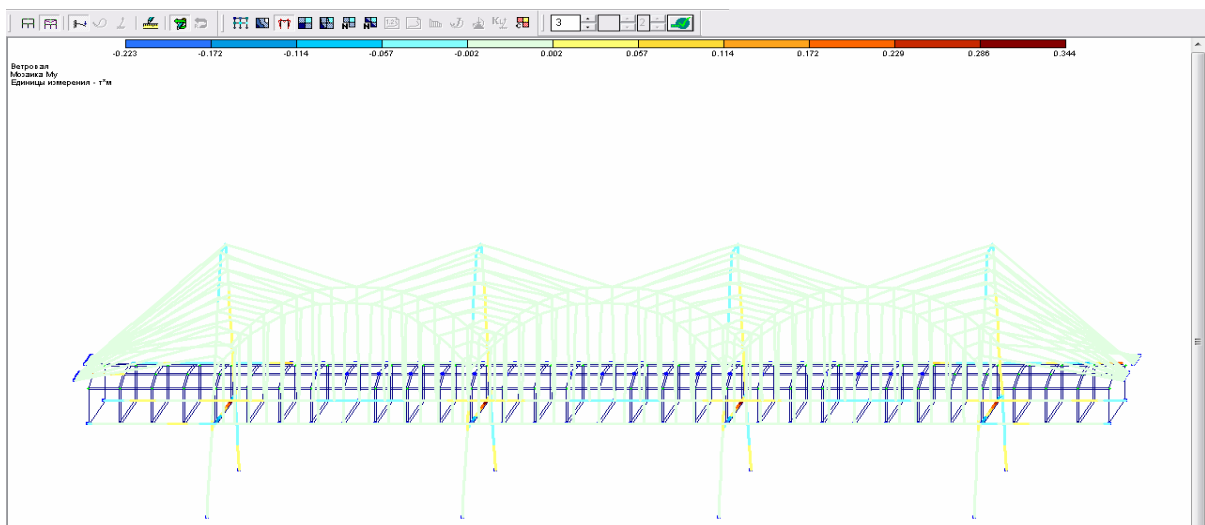 3
2
-0.223 -0.172 -0.114 -0.057 -0.002 0.002 0.057 0.114 0.172 0.229 0.286 0.344
Ветровая
Мозаика My
Единицы измерения - т*м